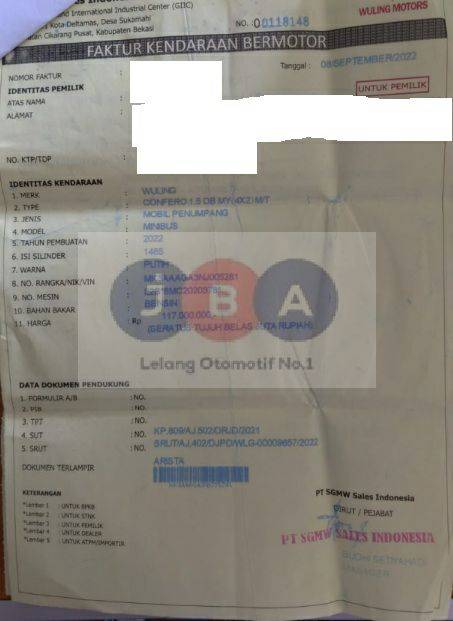 WULING MOTORS
and International Industrial Center (GIIC)
Kota-Deltamas, Desa Sukamahi
Cikarang Pusat, Kabupaten Bekasi
NO. 00118148
FAKTUR KENDARAAN BERMOTOR
NOMOR FAKTUR :
Tanggal : 08/SEPTEMBER/2022
IDENTITAS PEMILIK
UNTUK PEMILIK
ATAS NAMA :
ALAMAT :
NO. KTP/TDP :
IDENTITAS KENDARAAN
1. MERK : WULING
2. TYPE : CONFERO 1.5 DB MY(4X2) M/T
3. JENIS : MOBIL PENUMPANG
4. MODEL : MINIBUS
5. TAHUN PEMBUATAN : 2022
6. ISI SILINDER : 1485
7. WARNA : PUTIH
8. NO. RANGKA/NIK/VIN :
9. NO. MESIN :
10. BAHAN BAKAR : BENSIN
11. HARGA : Rp 117.000.000
(SERATUS TUJUH BELAS JUTA RUPIAH)
JBA
Lelang Otomotif No.1
DATA DOKUMEN PENDUKUNG
1. FORMULIR A/B :NO.
2. PIB :NO.
3. TPT :NO.
4. SUT :NO. KP.809/AJ.502/DRJD/2021
5. SRUT :NO. SRUT/AJ.402/DJPD/WLG-00009657/2022
DOKUMEN TERLAMPIR ARISTA
KETERANGAN
*Lembar 1 : UNTUK BPKB
*Lembar 2 : UNTUK STNK
*Lembar 3 : UNTUK PEMILIK
*Lembar 4 : UNTUK DEALER
*Lembar 5 : UNTUK ATPM/IMPORTIR
PT SGMW Sales Indonesia
DIRUT / PEJABAT
PT SGMW SALES INDONESIA
BUDHI SETIYAHADI
MANAGER